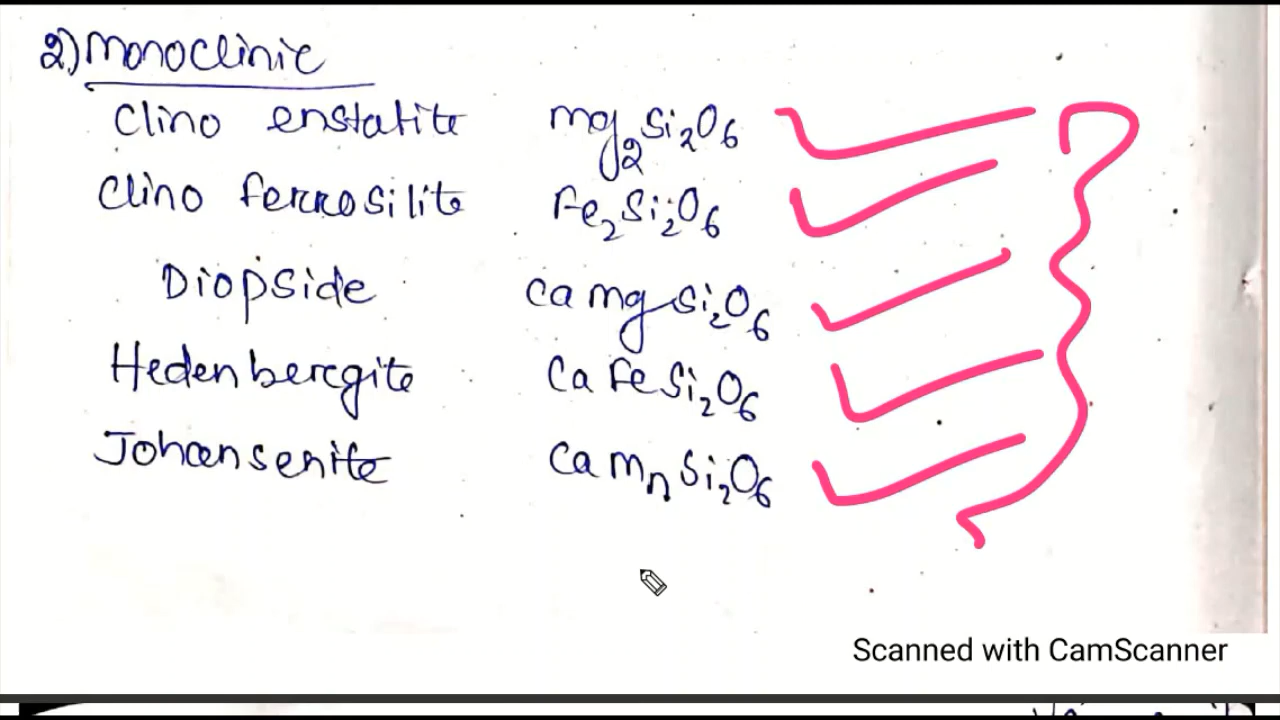 2) Monoclinic
Clino enstatite Mg2Si2O6
Clino ferrosilite Fe2Si2O6
Diopside CaMgSi2O6
Hedenbergite CaFeSi2O6
Johansenite CaMnSi2O6
Scanned with CamScanner